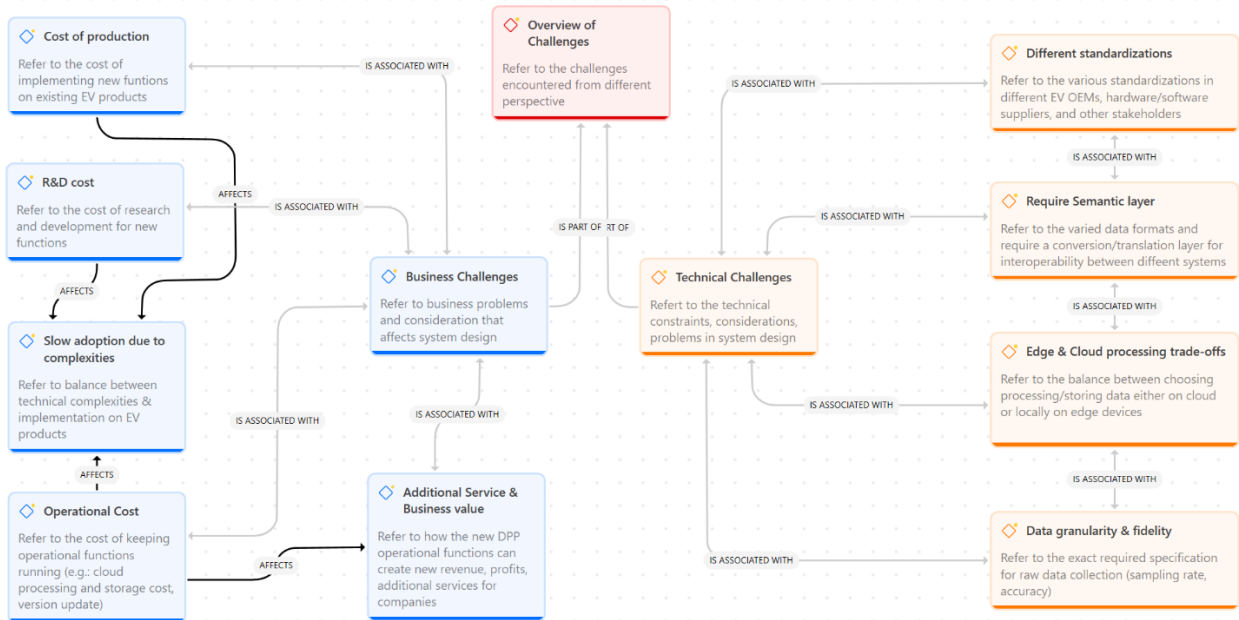 Cost of production
Refer to the cost of
implementing new funtions
on existing EV products
IS ASSOCIATED WITH
Overview of
Challenges
Refer to the challenges
encountered from different
perspective
IS ASSOCIATED WITH
Different standardizations
Refer to the various standardizations in
different EV OEMs, hardware/software
suppliers, and other stakeholders
IS ASSOCIATED WITH
R&D cost
Refer to the cost of research
and development for new
functions
AFFECTS
IS ASSOCIATED WITH
IS PART OF
RT OF
IS ASSOCIATED WITH
Require Semantic layer
Refer to the varied data formats and
require a conversion/translation layer for
interoperability between diffeent systems
AFFECTS
Business Challenges
Refer to business problems
and consideration that
affects system design
Technical Challenges
Refert to the technical
constraints, considerations,
problems in system design
IS ASSOCIATED WITH
Slow adoption due to
complexities
Refer to balance between
technical complexities &
implementation on EV
products
IS ASSOCIATED WITH
IS ASSOCIATED WITH
IS ASSOCIATED WITH
Edge & Cloud processing trade-offs
Refer to the balance between choosing
processing/storing data either on cloud
or locally on edge devices
AFFECTS
IS ASSOCIATED WITH
Operational Cost
Refer to the cost of keeping
operational functions
running (e.g.: cloud
processing and storage cost,
version update)
AFFECTS
Additional Service &
Business value
Refer to how the new DPP
operational functions can
create new revenue, profits,
additional services for
companies
IS ASSOCIATED WITH
Data granularity & fidelity
Refer to the exact required specification
for raw data collection (sampling rate,
accuracy)